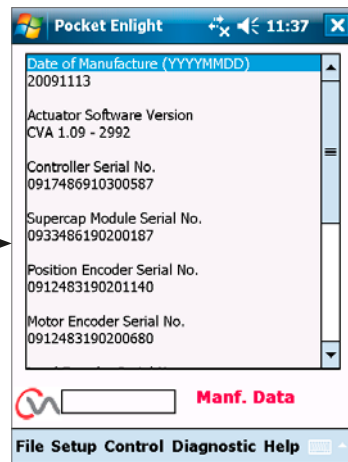 Pocket Enlight 11:37
Date of Manufacture (YYYYMMDD)
20091113
Actuator Software Version
CVA 1.09 - 2992
Controller Serial No.
0917486910300587
Supercap Module Serial No.
0933486190200187
Position Encoder Serial No.
0912483190201140
Motor Encoder Serial No.
0912483190200680
Manf. Data
File Setup Control Diagnostic Help